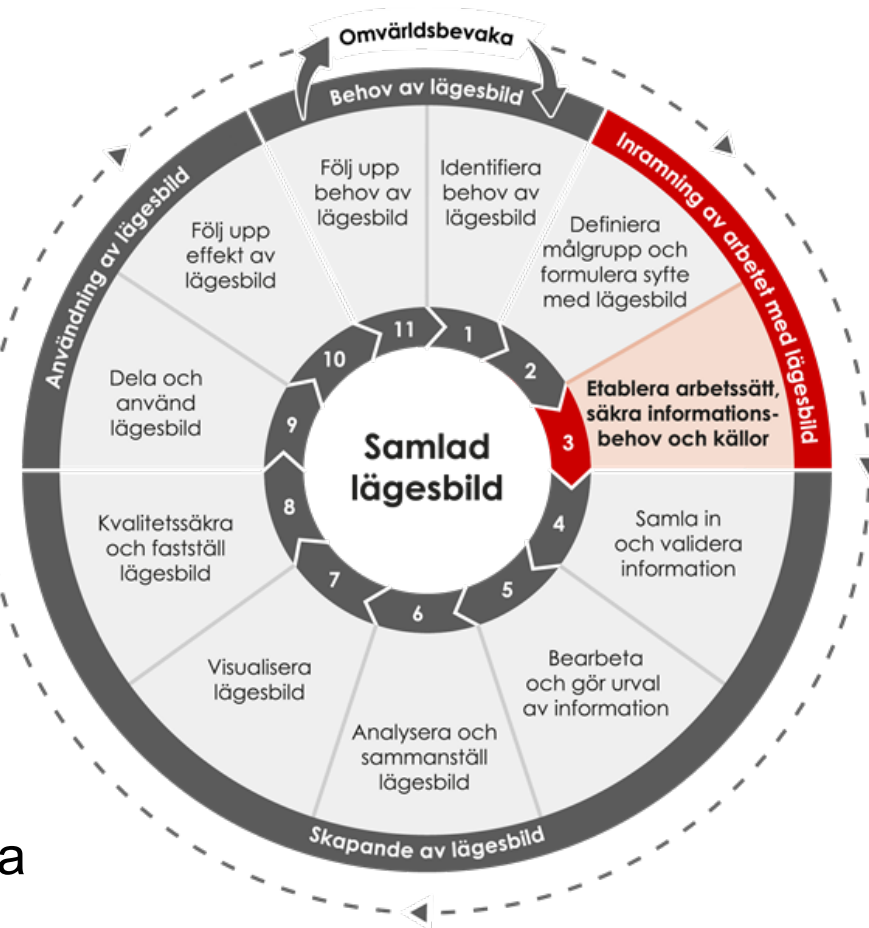 Omvärldsbevaka
Behov av lägesbild
Inramning av arbetet med lägesbild
Användning av lägesbild
Skapande av lägesbild
Följ upp
behov av
lägesbild
Identifiera
behov av
lägesbild
Definiera
målgrupp och
formulera syfte
med lägesbild
Etablera arbetssätt,
säkra informations-
behov och källor
Samla in
och validera
information
Bearbeta
och gör urval
av information
Analysera och
sammanställ
lägesbild
Visualisera
lägesbild
Kvalitetssäkra
och fastställ
lägesbild
Dela och
använd
lägesbild
Följ upp
effekt av
lägesbild
1
2
3
4
5
6
7
8
9
10
11
Samlad
lägesbild
a